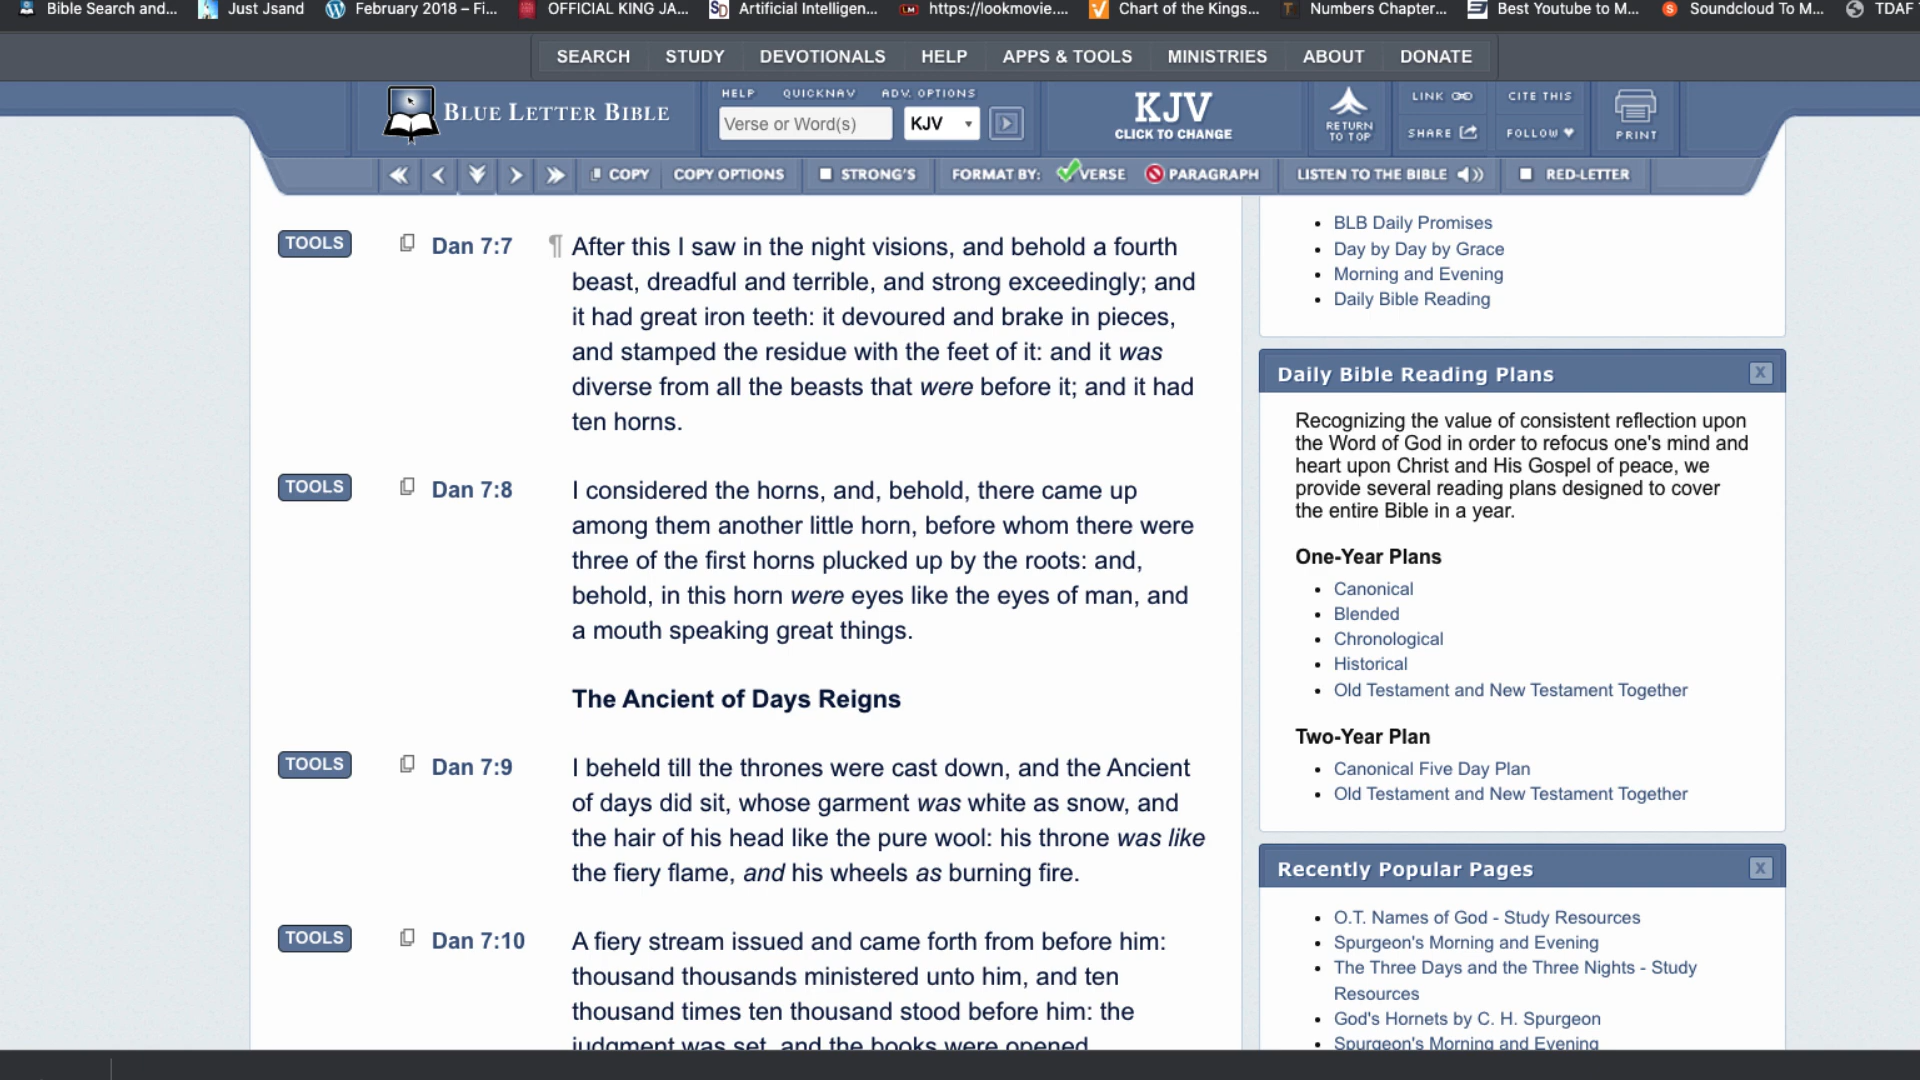 Bible Search and... Just Jsand February 2018 – Fi... OFFICIAL KING JA... Artificial Intelligen... https://lookmovie.... Chart of the Kings... Numbers Chapter... Best Youtube to M... Soundcloud To M... TDAF
SEARCH STUDY DEVOTIONALS HELP APPS & TOOLS MINISTRIES ABOUT DONATE
HELP QUICKNAV ADV. OPTIONS
BLUE LETTER BIBLE
Verse or Word(s) KJV
KJV
CLICK TO CHANGE
RETURN
TO TOP
LINK CITE THIS
SHARE FOLLOW
PRINT
COPY COPY OPTIONS STRONG'S FORMAT BY: VERSE PARAGRAPH LISTEN TO THE BIBLE RED-LETTER
TOOLS Dan 7:7 ¶ After this I saw in the night visions, and behold a fourth
beast, dreadful and terrible, and strong exceedingly; and
it had great iron teeth: it devoured and brake in pieces,
and stamped the residue with the feet of it: and it was
diverse from all the beasts that were before it; and it had
ten horns.
TOOLS Dan 7:8 I considered the horns, and, behold, there came up
among them another little horn, before whom there were
three of the first horns plucked up by the roots: and,
behold, in this horn were eyes like the eyes of man, and
a mouth speaking great things.
The Ancient of Days Reigns
TOOLS Dan 7:9 I beheld till the thrones were cast down, and the Ancient
of days did sit, whose garment was white as snow, and
the hair of his head like the pure wool: his throne was like
the fiery flame, and his wheels as burning fire.
TOOLS Dan 7:10 A fiery stream issued and came forth from before him:
thousand thousands ministered unto him, and ten
thousand times ten thousand stood before him: the
judgment was set, and the books were opened
BLB Daily Promises
Day by Day by Grace
Morning and Evening
Daily Bible Reading
Daily Bible Reading Plans X
Recognizing the value of consistent reflection upon
the Word of God in order to refocus one's mind and
heart upon Christ and His Gospel of peace, we
provide several reading plans designed to cover
the entire Bible in a year.
One-Year Plans
Canonical
Blended
Chronological
Historical
Old Testament and New Testament Together
Two-Year Plan
Canonical Five Day Plan
Old Testament and New Testament Together
Recently Popular Pages X
O.T. Names of God - Study Resources
Spurgeon's Morning and Evening
The Three Days and the Three Nights - Study
Resources
God's Hornets by C. H. Spurgeon
Spurgeon's Morning and Evening